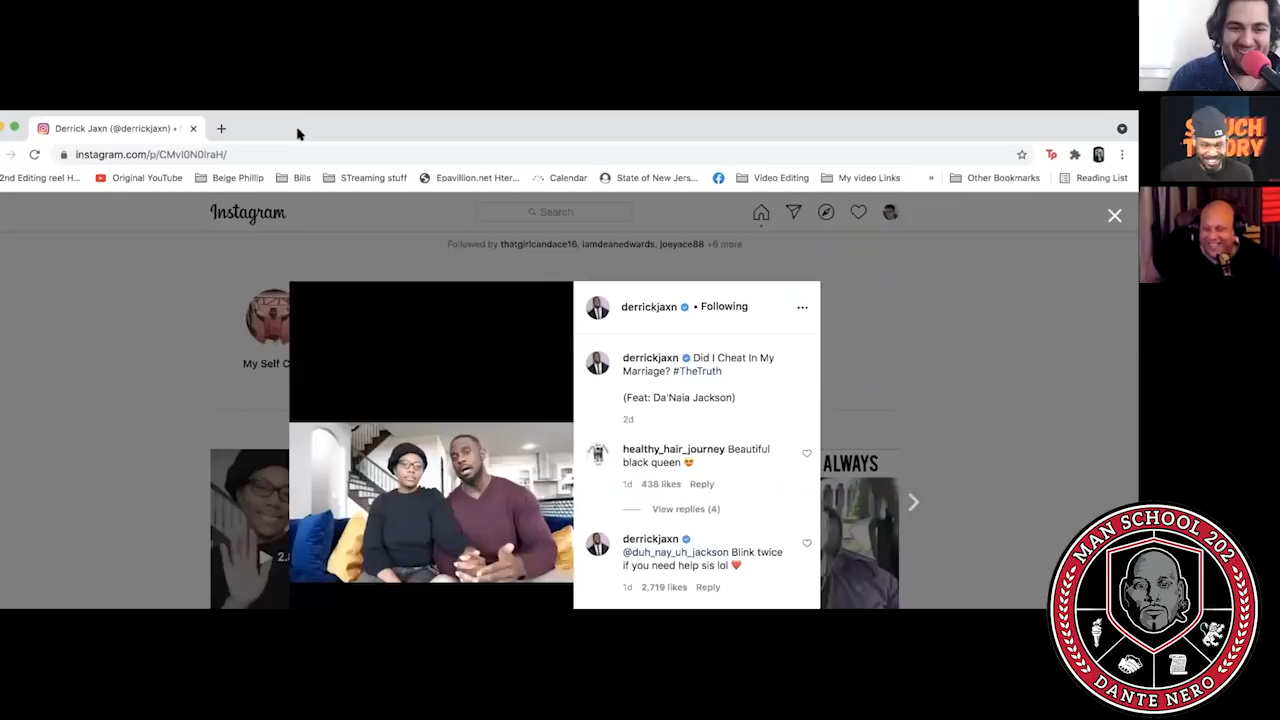 Derrick Jaxn (@derrickjaxn) •
instagram.com/p/CMvI0N0lraH/
2nd Editing reel H...
Original YouTube
Beige Phillip
Bills
STreaming stuff
Epavillion.net Hter...
Calendar
State of New Jers...
Video Editing
My video Links
»
Other Bookmarks
Reading List
Instagram
Search
Followed by thatgirlcandace16, iamdeanedwards, joeyace88 +6 more
derrickjaxn • Following
derrickjaxn Did I Cheat In My
Marriage? #TheTruth
(Feat: Da'Naia Jackson)
2d
healthy_hair_journey Beautiful
black queen 😍
1d 438 likes Reply
View replies (4)
derrickjaxn
@duh_nay_uh_jackson Blink twice
if you need help sis lol ❤️
1d 2,719 likes Reply
My Self C
2.
ALWAYS
MAN SCHOOL 202
DANTE NERO